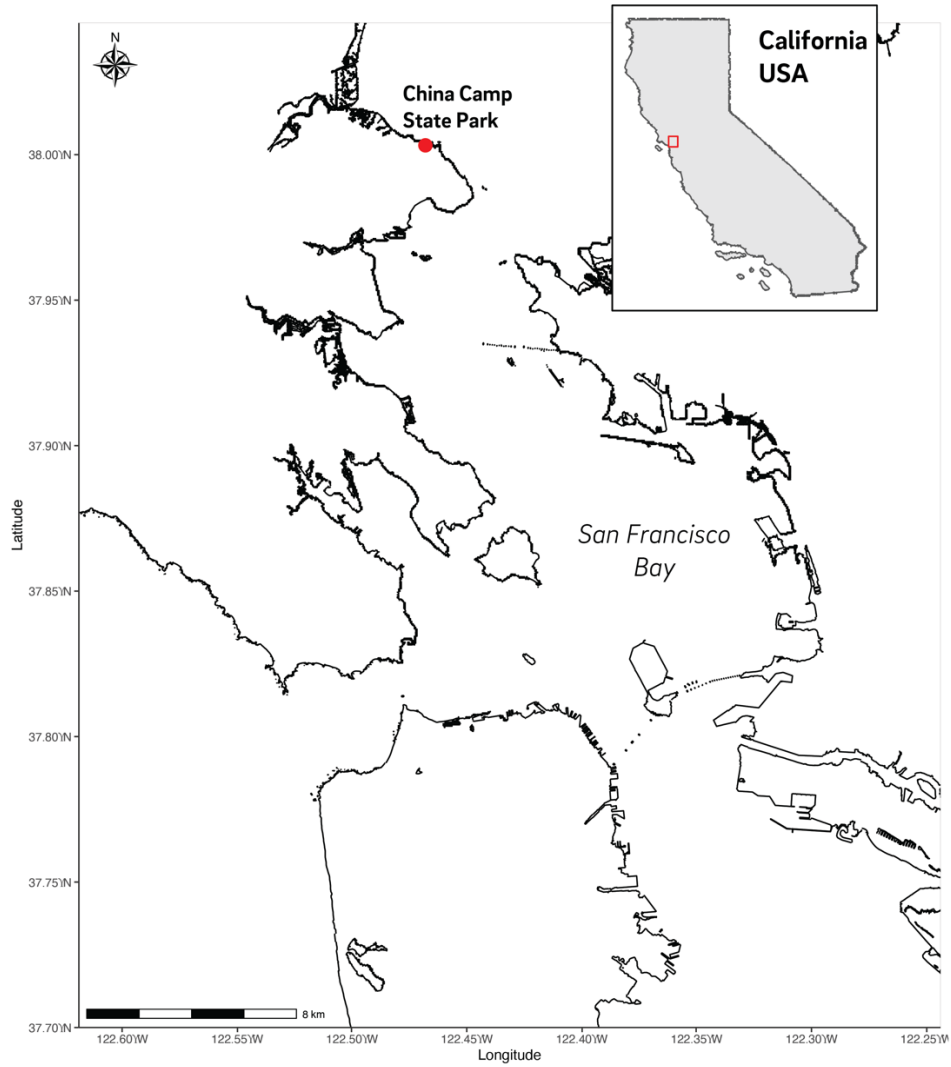 N
California
USA
China Camp
State Park
38.00°N
37.95°N
37.90°N
San Francisco
Bay
Latitude
37.85°N
37.80°N
37.75°N
8 km
37.70°N
122.60°W
122.55°W
122.50°W
122.45°W
122.40°W
122.35°W
122.30°W
122.25°W
Longitude